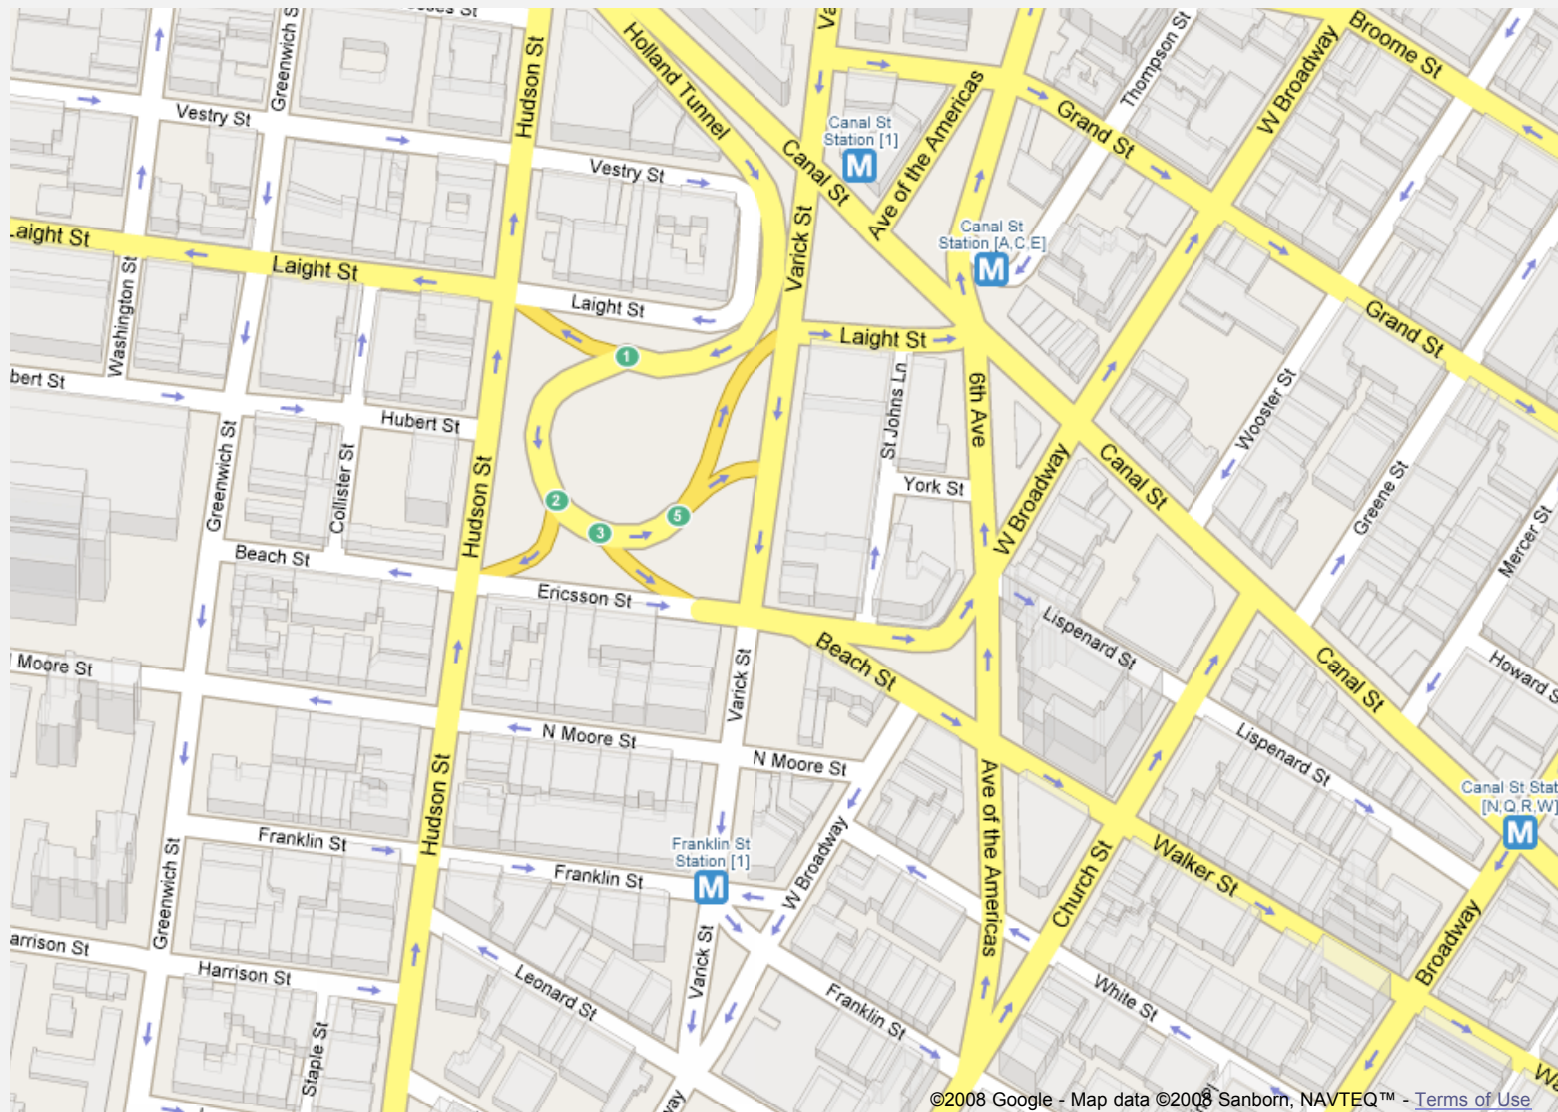 Greenwich St
Hudson St
Holland Tunnel
Thompson St
W Broadway
Broome St
Vestry St
Vestry St
Canal St
Station [1]
Canal St
Ave of the Americas
Grand St
Laight St
Washington St
Laight St
Varick St
Canal St
Station [A,C,E]
Laight St
Laight St
Grand St
1
Hubert St
St Johns Ln
6th Ave
Wooster St
Greenwich St
Collister St
Hudson St
York St
W Broadway
Canal St
Greene St
Mercer St
2
3
5
Beach St
Ericsson St
Lispenard St
Beach St
Moore St
Varick St
N Moore St
N Moore St
Canal St
Howard S
Lispenard St
Hudson St
Franklin St
Franklin St
Station [1]
Franklin St
W Broadway
Ave of the Americas
Church St
Walker St
Canal St Stat
[N,Q,R,W]
Greenwich St
Harrison St
Leonard St
Varick St
Franklin St
White St
Broadway
Staple St
©2008 Google - Map data ©2008 Sanborn, NAVTEQ™ - Terms of Use